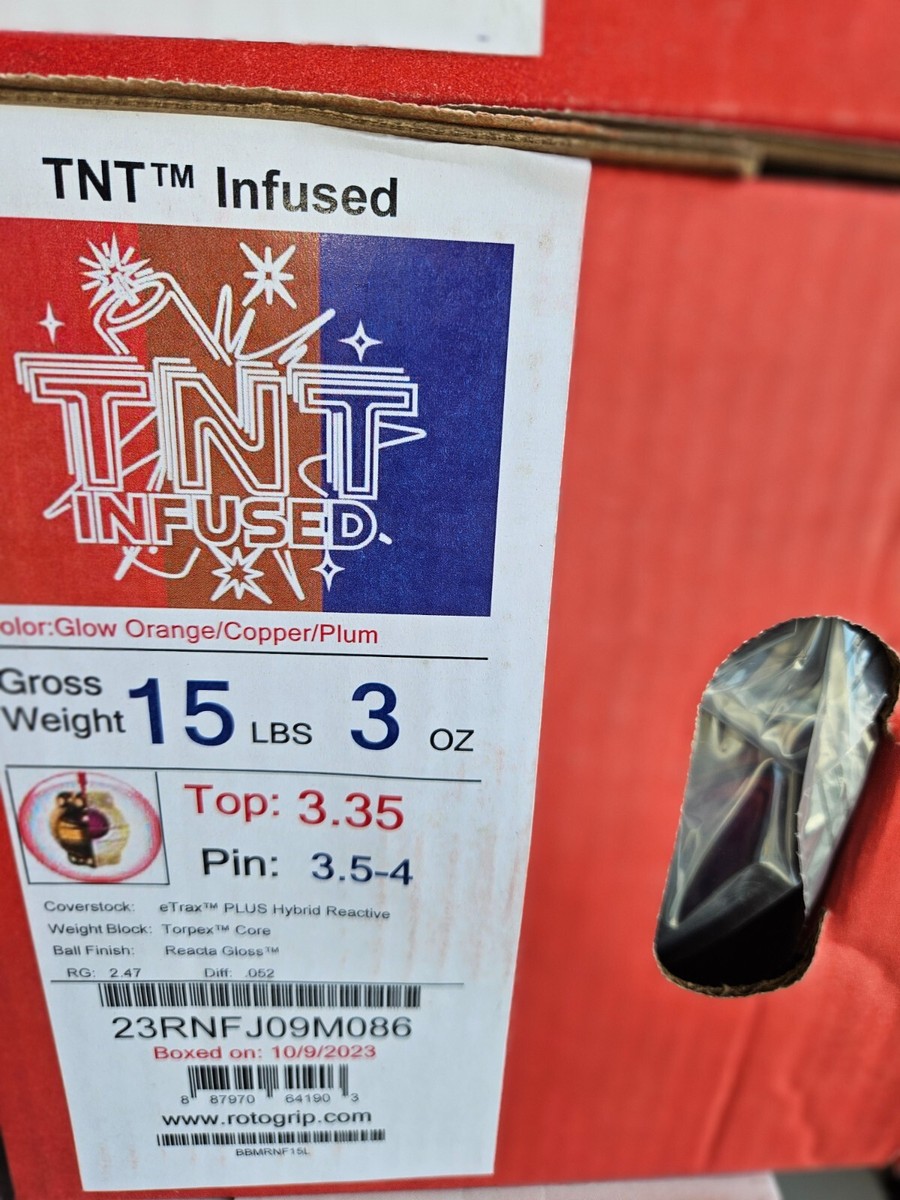 TNT™ Infused
TNT
INFUSED
olor:Glow Orange/Copper/Plum
Gross Weight 15 LBS 3 OZ
Top: 3.35
Pin: 3.5-4
Coverstock: eTrax™ PLUS Hybrid Reactive
Weight Block: Torpex™ Core
Ball Finish: Reacta Gloss™
RG: 2.47 Diff: .052
23RNFJ09M086
Boxed on: 10/9/2023
8 87970 64190 3
www.rotogrip.com
BBMRNF15L